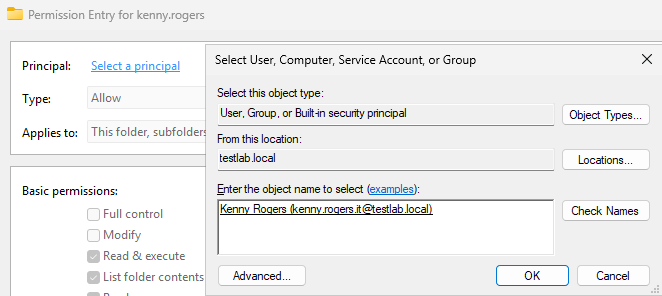 Permission Entry for kenny.rogers
Principal: Select a principal
Type: Allow
Applies to: This folder, subfolders
Basic permissions:
Full control
Modify
Read & execute
List folder contents
Select User, Computer, Service Account, or Group
Select this object type:
User, Group, or Built-in security principal
Object Types...
From this location:
testlab.local
Locations...
Enter the object name to select (examples):
Kenny Rogers (kenny.rogers.it@testlab.local)
Check Names
Advanced...
OK
Cancel